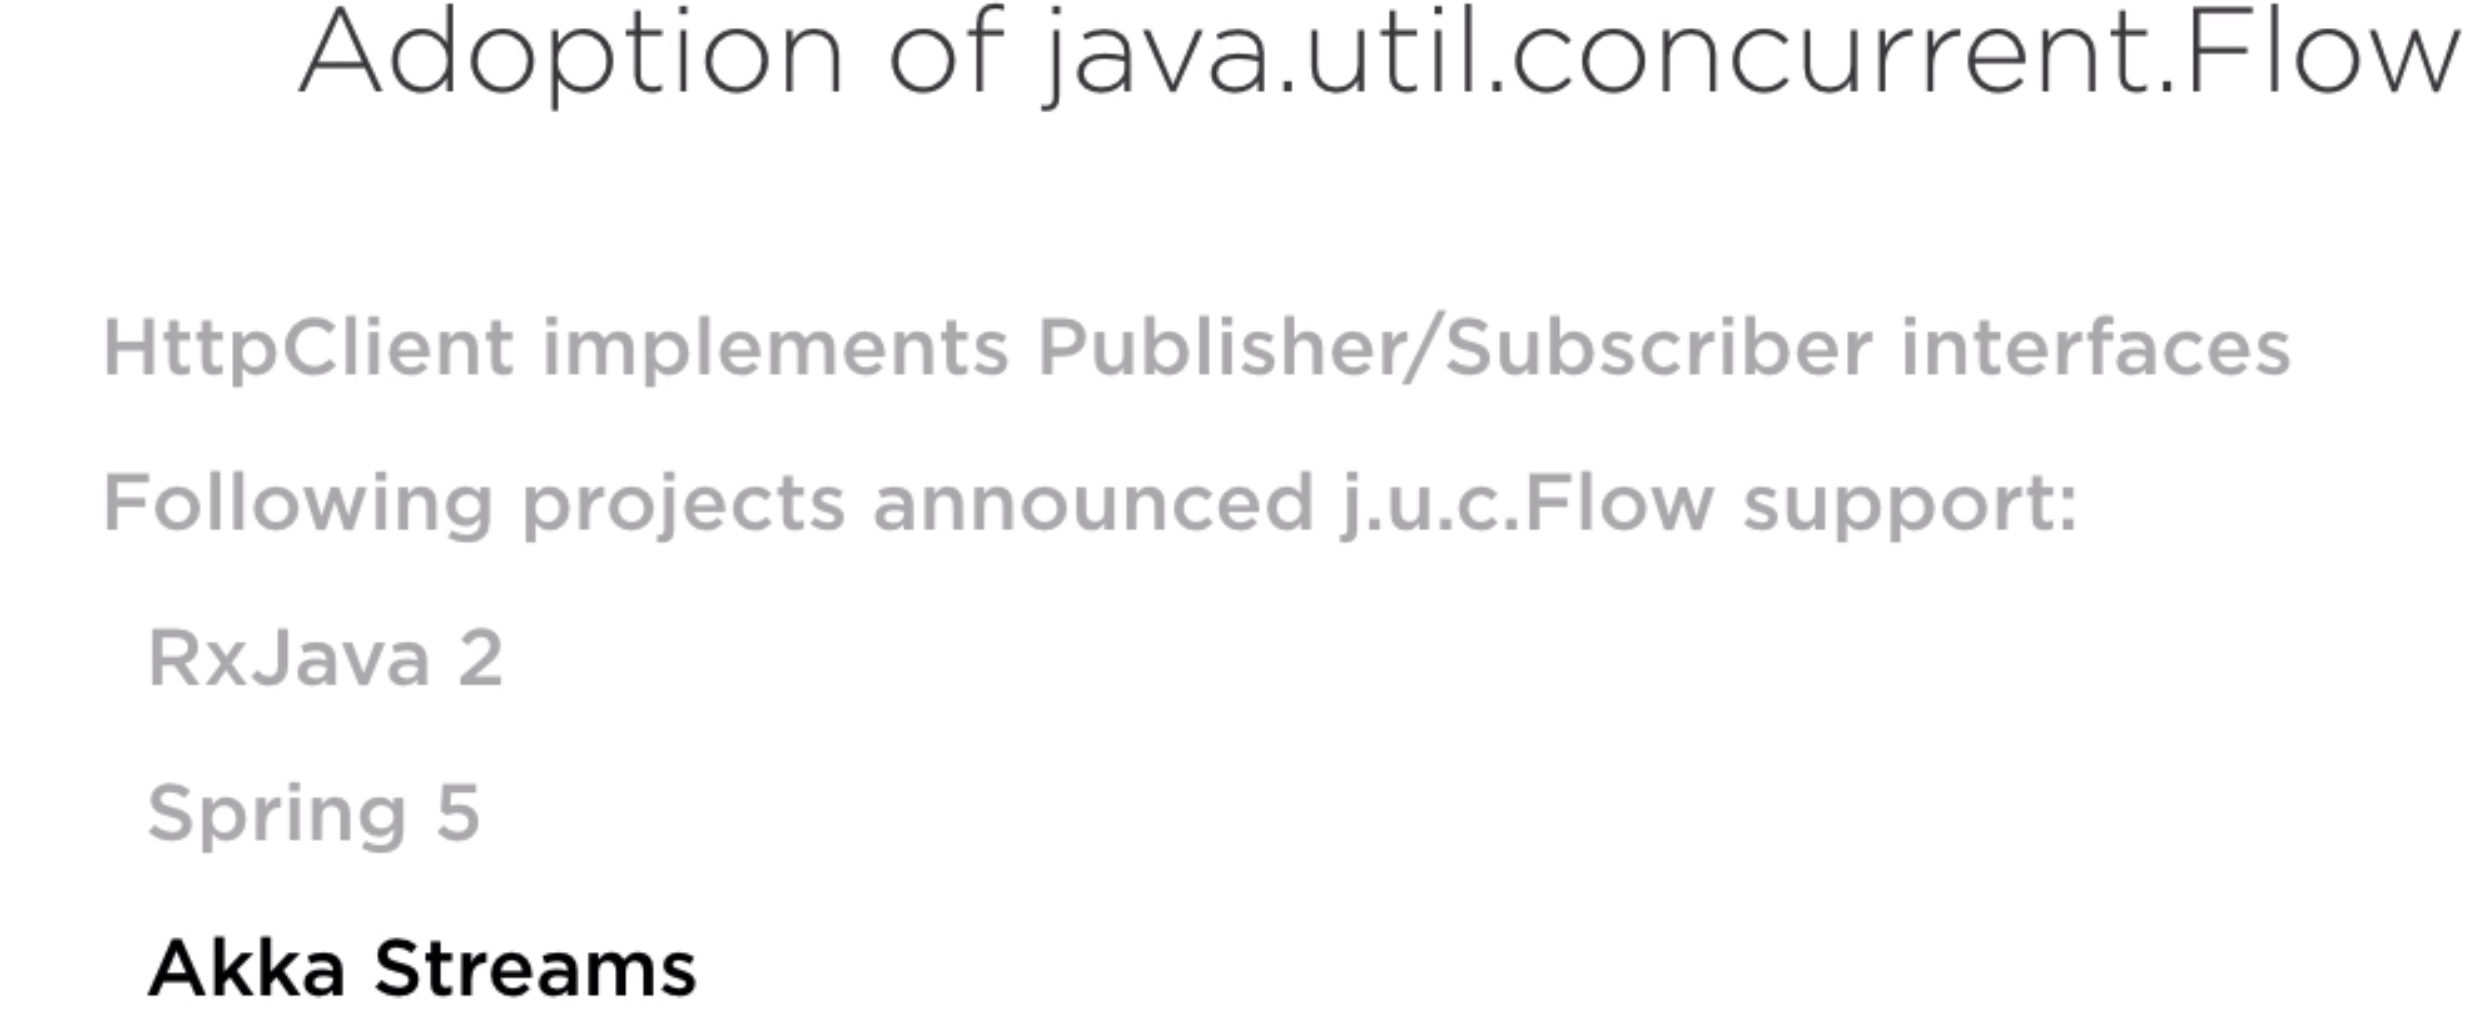 Adoption of java.util.concurrent.Flow
HttpClient implements Publisher/Subscriber interfaces
Following projects announced j.u.c.Flow support:
RxJava 2
Spring 5
Akka Streams